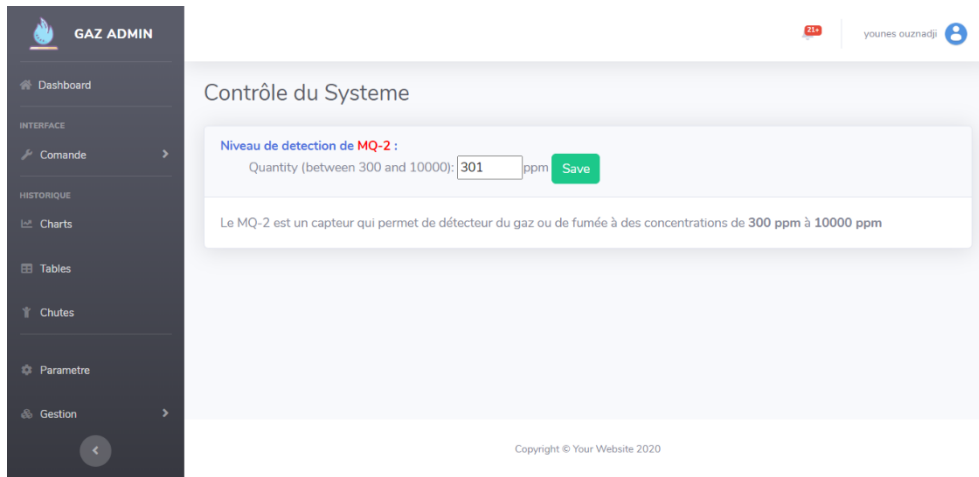 GAZ ADMIN
21+
younes ouznadji
Dashboard
INTERFACE
Comande
HISTORIQUE
Charts
Tables
Chutes
Parametre
Gestion
Contrôle du Systeme
Niveau de detection de MQ-2 :
Quantity (between 300 and 10000): 301 ppm Save
Le MQ-2 est un capteur qui permet de détecteur du gaz ou de fumée à des concentrations de 300 ppm à 10000 ppm
Copyright © Your Website 2020